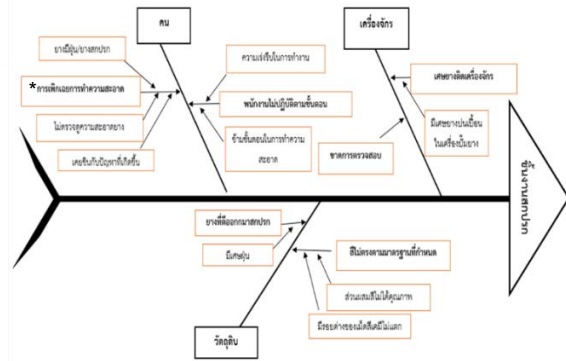 คน
เครื่องจักร
ยางมีฝุ่น/ยางสกปรก
*การเพิกเฉยการทำความสะอาด
ไม่ตรวจดูความสะอาดยาง
เคยชินกับปัญหาที่เกิดขึ้น
ความเร่งรีบในการทำงาน
พนักงานไม่ปฏิบัติตามขั้นตอน
ข้ามขั้นตอนในการทำความ
สะอาด
เศษยางติดเครื่องจักร
มีเศษยางปนเปื้อน
ในเครื่องปั๊มยาง
ขาดการตรวจสอบ
ชิ้นงานสกปรก
ยางที่ตีออกมาสกปรก
มีเศษฝุ่น
สีไม่ตรงตามมาตรฐานที่กำหนด
ส่วนผสมสีไม่ได้คุณภาพ
มีรอยด่างของเม็ดสีเคมีไม่แตก
วัตถุดิบ